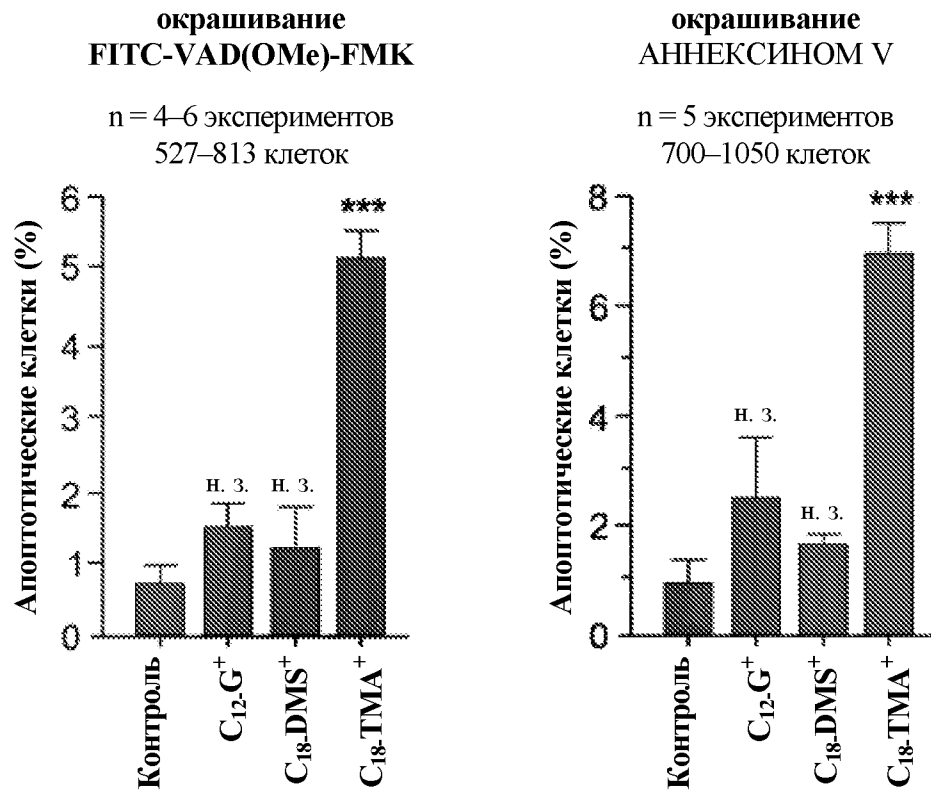 окрашивание
FITC-VAD(OMe)-FMK
n = 4–6 экспериментов
527–813 клеток
Апоптотические клетки (%)
6
5
4
3
2
1
0
н. з.
н. з.
***
Контроль
C12-G+
C18-DMS+
C18-TMA+
окрашивание
АННЕКСИНОМ V
n = 5 экспериментов
700–1050 клеток
Апоптотические клетки (%)
8
6
4
2
0
н. з.
н. з.
***
Контроль
C12-G+
C18-DMS+
C18-TMA+